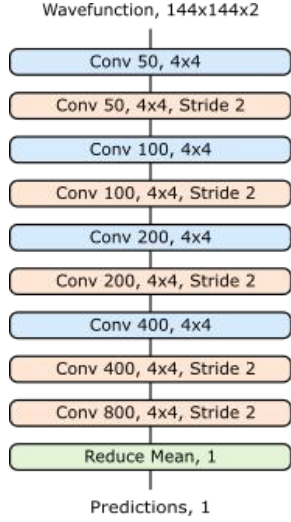 Wavefunction, 144x144x2
Conv 50, 4x4
Conv 50, 4x4, Stride 2
Conv 100, 4x4
Conv 100, 4x4, Stride 2
Conv 200, 4x4
Conv 200, 4x4, Stride 2
Conv 400, 4x4
Conv 400, 4x4, Stride 2
Conv 800, 4x4, Stride 2
Reduce Mean, 1
Predictions, 1